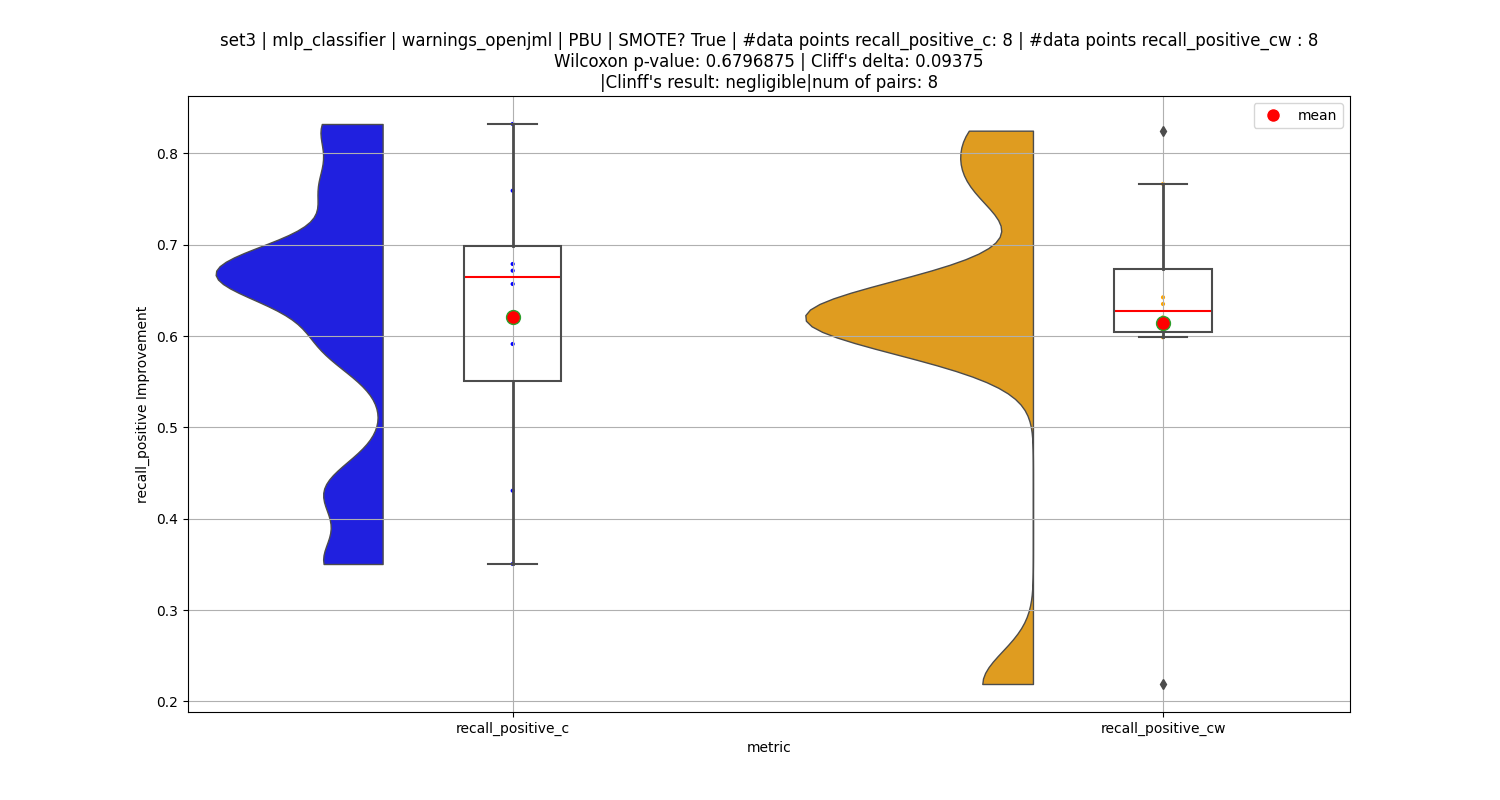 set3 | mlp_classifier | warnings_openjml | PBU | SMOTE? True | #data points recall_positive_c: 8 | #data points recall_positive_cw : 8
Wilcoxon p-value: 0.6796875 | Cliff's delta: 0.09375
|Clinff's result: negligible|num of pairs: 8
mean
0.8
0.7
0.6
0.5
0.4
0.3
0.2
recall_positive Improvement
recall_positive_c
recall_positive_cw
metric